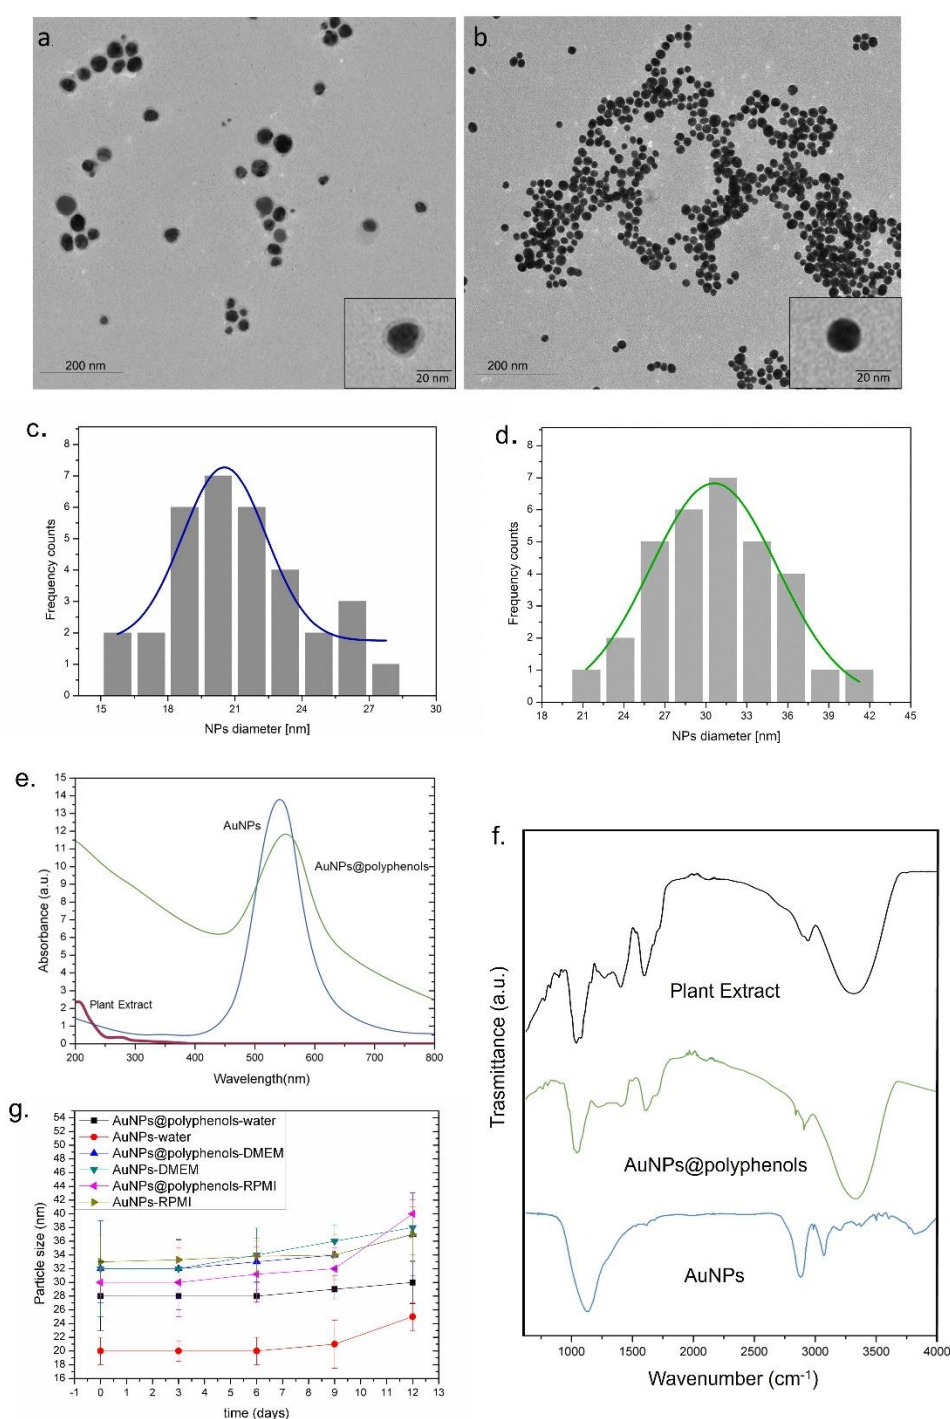 a
b
200 nm
20 nm
200 nm
20 nm
c.
Frequency counts
8
7
6
5
4
3
2
1
0
15 18 21 24 27 30
NPs diameter [nm]
d.
Frequency counts
8
7
6
5
4
3
2
1
0
18 21 24 27 30 33 36 39 42 45
NPs diameter [nm]
e.
Absorbance (a.u.)
15
14
13
12
11
10
9
8
7
6
5
4
3
2
1
0
AuNPs
AuNPs@polyphenols
Plant Extract
200 300 400 500 600 700 800
Wavelength(nm)
f.
Trasmittance (a.u.)
Plant Extract
AuNPs@polyphenols
AuNPs
1000 1500 2000 2500 3000 3500 4000
Wavenumber (cm⁻¹)
g.
Particle size (nm)
54
52
50
48
46
44
42
40
38
36
34
32
30
28
26
24
22
20
18
16
AuNPs@polyphenols-water
AuNPs-water
AuNPs@polyphenols-DMEM
AuNPs-DMEM
AuNPs@polyphenols-RPMI
AuNPs-RPMI
-1 0 1 2 3 4 5 6 7 8 9 10 11 12 13
time (days)